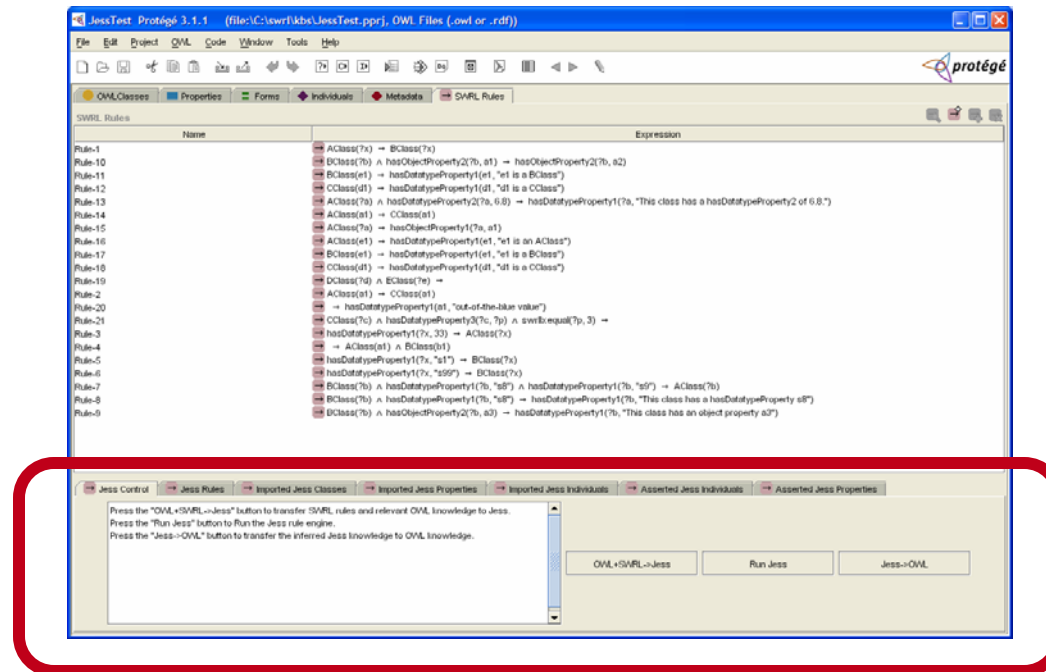 JessTest Protégé 3.1.1 (file:\C:\swrl\kbs\JessTest.pprj, OWL Files (.owl or .rdf))
File Edit Project OWL Code Window Tools Help
protégé
OWLClasses Properties Forms Individuals Metadata SWRL Rules
SWRL Rules
Name Expression
Rule-1 AClass(?x) → BClass(?x)
Rule-10 BClass(?b) ∧ hasObjectProperty2(?b, a1) → hasObjectProperty2(?b, a2)
Rule-11 BClass(e1) → hasDatatypeProperty1(e1, "e1 is a BClass")
Rule-12 CClass(d1) → hasDatatypeProperty1(d1, "d1 is a CClass")
Rule-13 AClass(?a) ∧ hasDatatypeProperty2(?a, 6.8) → hasDatatypeProperty1(?a, "This class has a hasDatatypeProperty2 of 6.8.")
Rule-14 AClass(a1) → CClass(a1)
Rule-15 AClass(?a) → hasObjectProperty1(?a, a1)
Rule-16 AClass(e1) → hasDatatypeProperty1(e1, "e1 is an AClass")
Rule-17 BClass(e1) → hasDatatypeProperty1(e1, "e1 is a BClass")
Rule-18 CClass(d1) → hasDatatypeProperty1(d1, "d1 is a CClass")
Rule-19 DClass(?d) ∧ EClass(?e) →
Rule-2 AClass(a1) → CClass(a1)
Rule-20 → hasDatatypeProperty1(a1, "out-of-the-blue value")
Rule-21 CClass(?c) ∧ hasDatatypeProperty3(?c, ?p) ∧ swrlb:equal(?p, 3) →
Rule-3 hasDatatypeProperty1(?x, 33) → AClass(?x)
Rule-4 → AClass(a1) ∧ BClass(b1)
Rule-5 hasDatatypeProperty1(?x, "s1") → BClass(?x)
Rule-6 hasDatatypeProperty1(?x, "s99") → BClass(?x)
Rule-7 BClass(?b) ∧ hasDatatypeProperty1(?b, "s8") ∧ hasDatatypeProperty1(?b, "s9") → AClass(?b)
Rule-8 BClass(?b) ∧ hasDatatypeProperty1(?b, "s8") → hasDatatypeProperty1(?b, "This class has a hasDatatypeProperty s8")
Rule-9 BClass(?b) ∧ hasObjectProperty2(?b, a3) → hasDatatypeProperty1(?b, "This class has an object property a3")
Jess Control Jess Rules Imported Jess Classes Imported Jess Properties Imported Jess Individuals Asserted Jess Individuals Asserted Jess Properties
Press the "OWL+SWRL->Jess" button to transfer SWRL rules and relevant OWL knowledge to Jess.
Press the "Run Jess" button to Run the Jess rule engine.
Press the "Jess->OWL" button to transfer the inferred Jess knowledge to OWL knowledge.
OWL+SWRL->Jess Run Jess Jess->OWL